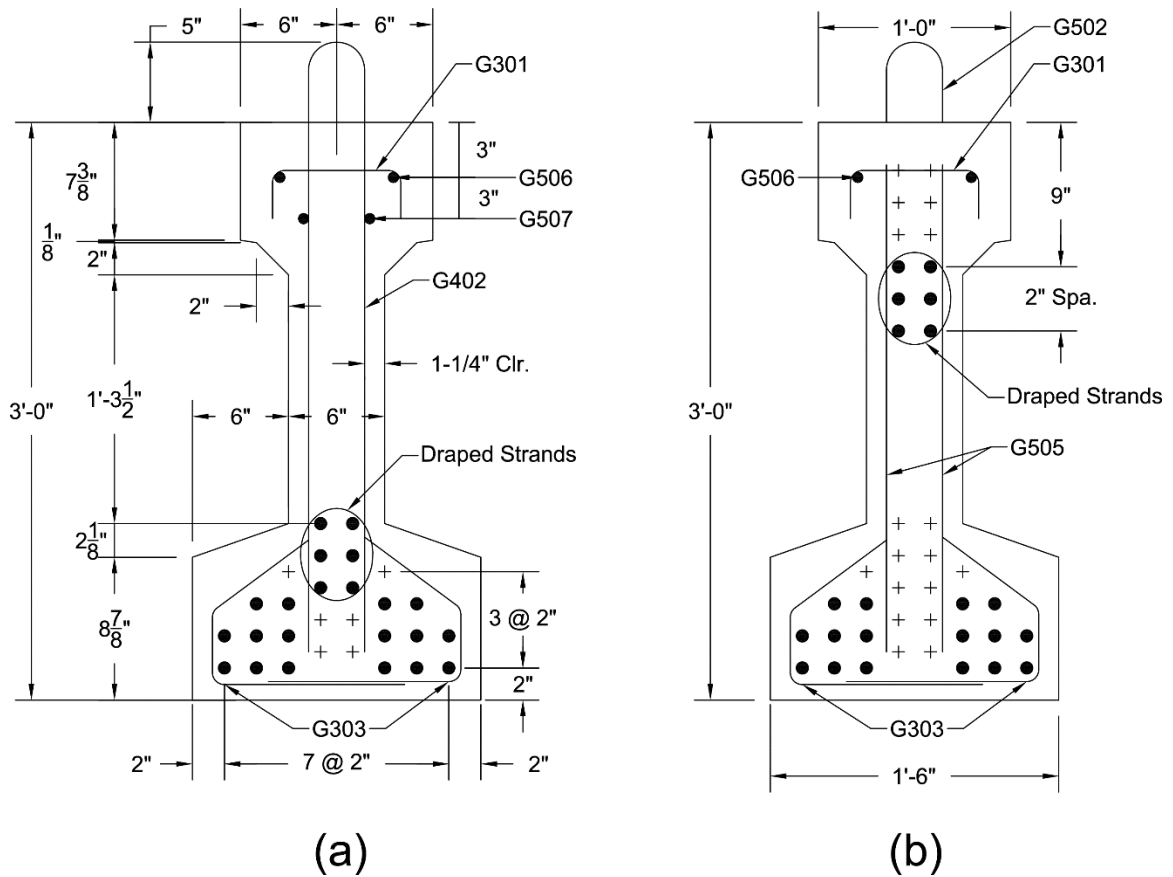 5"
6"
6"
G301
7 3/8"
3"
G506
3"
G507
1/8"
2"
2"
G402
1-1/4" Clr.
3'-0"
1'-3 1/2"
6"
6"
Draped Strands
2 1/8"
8 7/8"
3 @ 2"
2"
G303
2"
7 @ 2"
2"
(a)
1'-0"
G502
G301
G506
9"
2" Spa.
Draped Strands
3'-0"
G505
G303
1'-6"
(b)